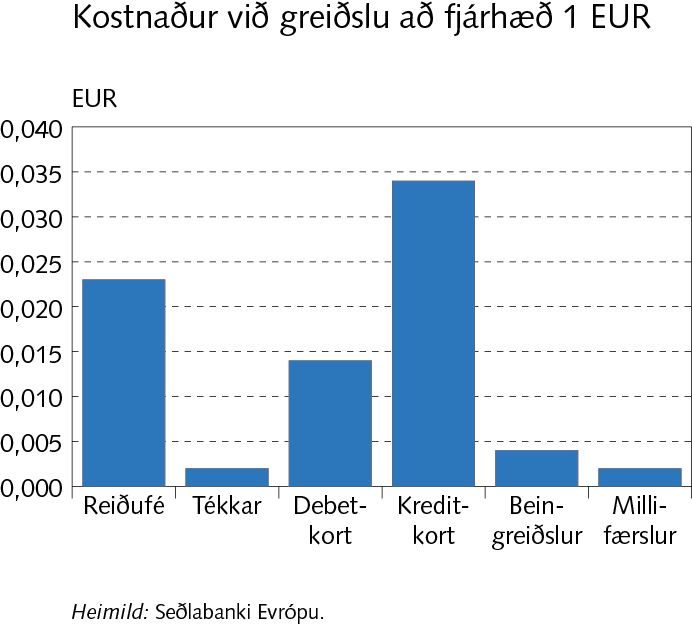 Kostnaður við greiðslu að fjárhæð 1 EUR
EUR
0,040
0,035
0,030
0,025
0,020
0,015
0,010
0,005
0,000
Reiðufé
Tékkar
Debet-
kort
Kredit-
kort
Bein-
greiðslur
Milli-
færslur
Heimild: Seðlabanki Evrópu.